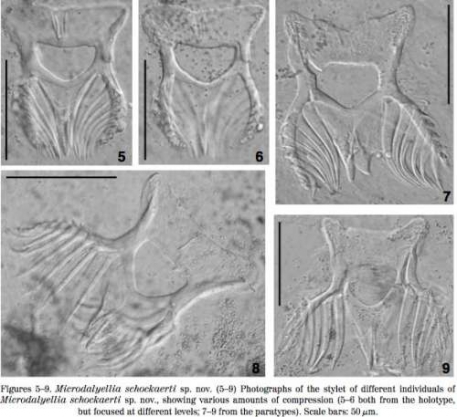 5
6
7
8
9
Figures 5–9. Microdalyellia schockaerti sp. nov. (5–9) Photographs of the stylet of different individuals of
Microdalyellia schockaerti sp. nov., showing various amounts of compression (5–6 both from the holotype,
but focused at different levels; 7–9 from the paratypes). Scale bars: 50 μm.